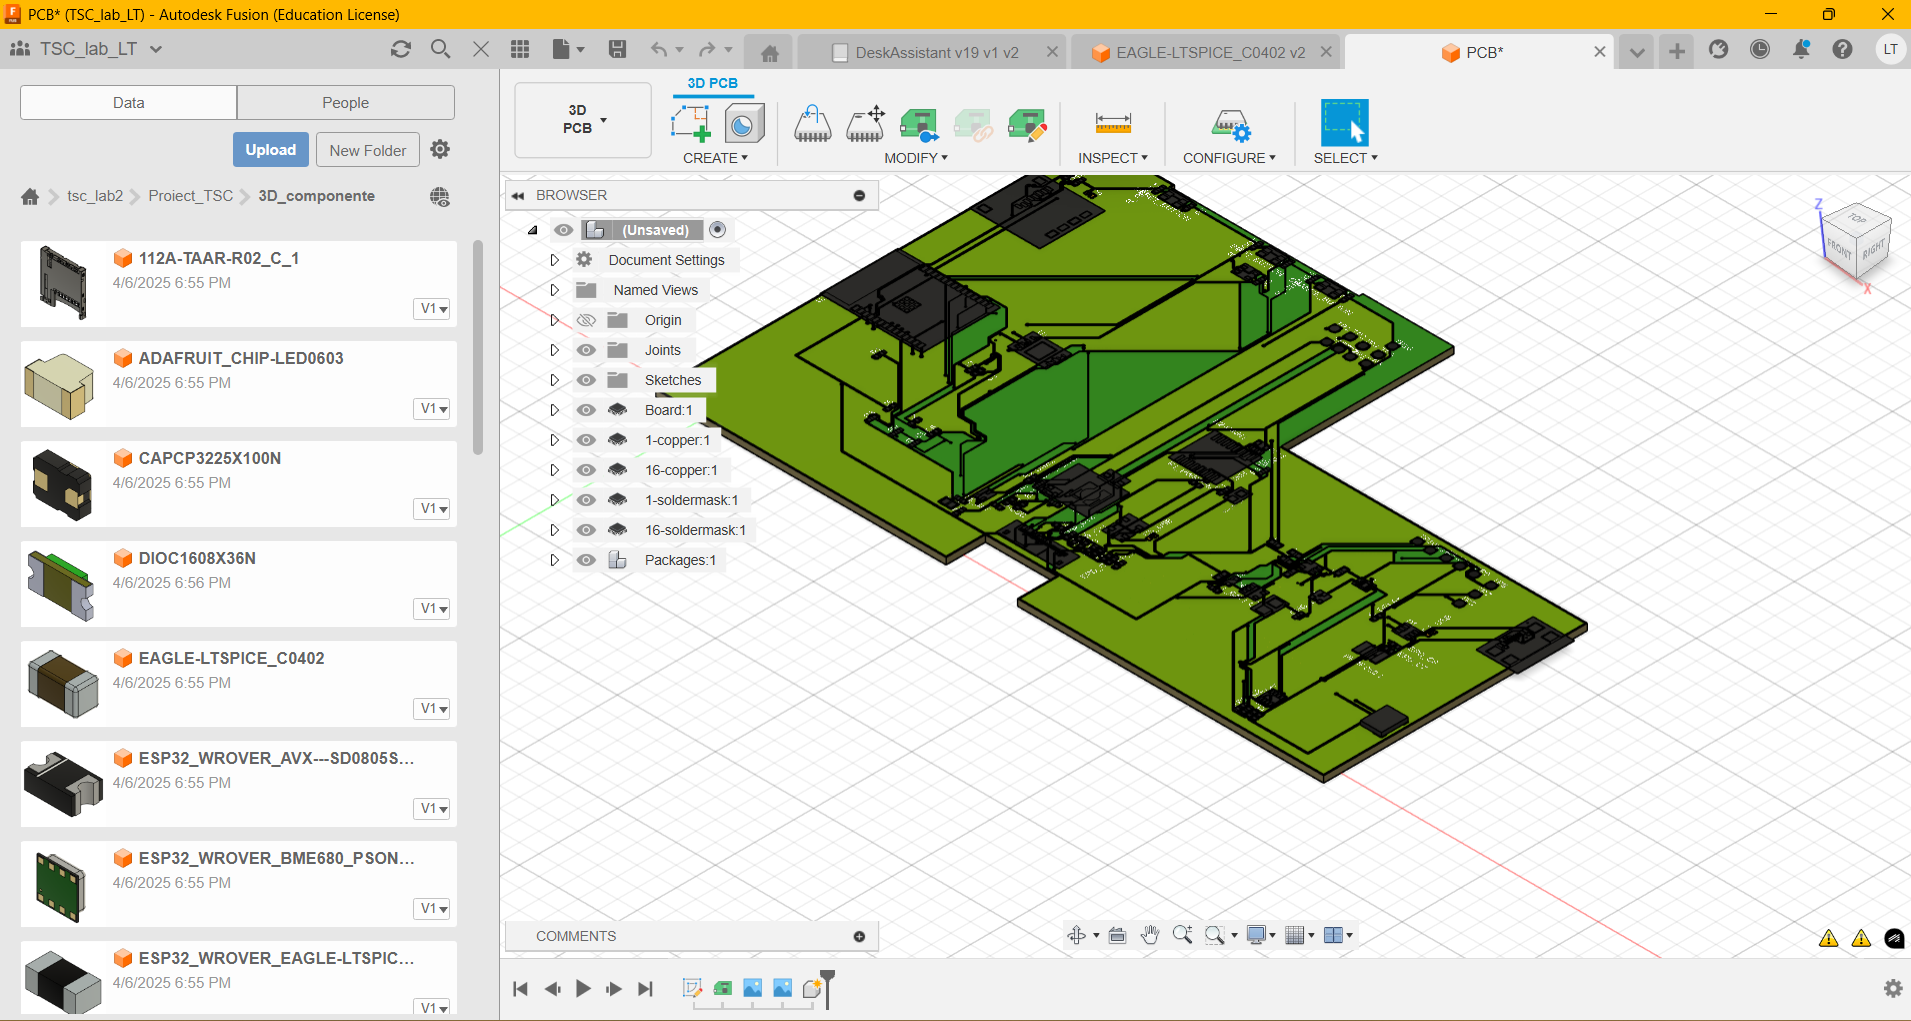 PCB* (TSC_lab_LT) - Autodesk Fusion (Education License)
TSC_lab_LT
DeskAssistant v19 v1 v2
EAGLE-LTSPICE_C0402 v2
PCB*
LT
Data
People
Upload
New Folder
tsc_lab2
Project_TSC
3D_componente
112A-TAAR-R02_C_1
4/6/2025 6:55 PM
V1
ADAFRUIT_CHIP-LED0603
4/6/2025 6:55 PM
V1
CAPCP3225X100N
4/6/2025 6:55 PM
V1
DIOC1608X36N
4/6/2025 6:56 PM
V1
EAGLE-LTSPICE_C0402
4/6/2025 6:55 PM
V1
ESP32_WROVER_AVX---SD0805S...
4/6/2025 6:55 PM
V1
ESP32_WROVER_BME680_PSON...
4/6/2025 6:55 PM
V1
ESP32_WROVER_EAGLE-LTSPIC...
4/6/2025 6:55 PM
V1
3D PCB
3D
PCB
CREATE
MODIFY
INSPECT
CONFIGURE
SELECT
BROWSER
(Unsaved)
Document Settings
Named Views
Origin
Joints
Sketches
Board:1
1-copper:1
16-copper:1
1-soldermask:1
16-soldermask:1
Packages:1
Z
TOP
FRONT
RIGHT
X
COMMENTS